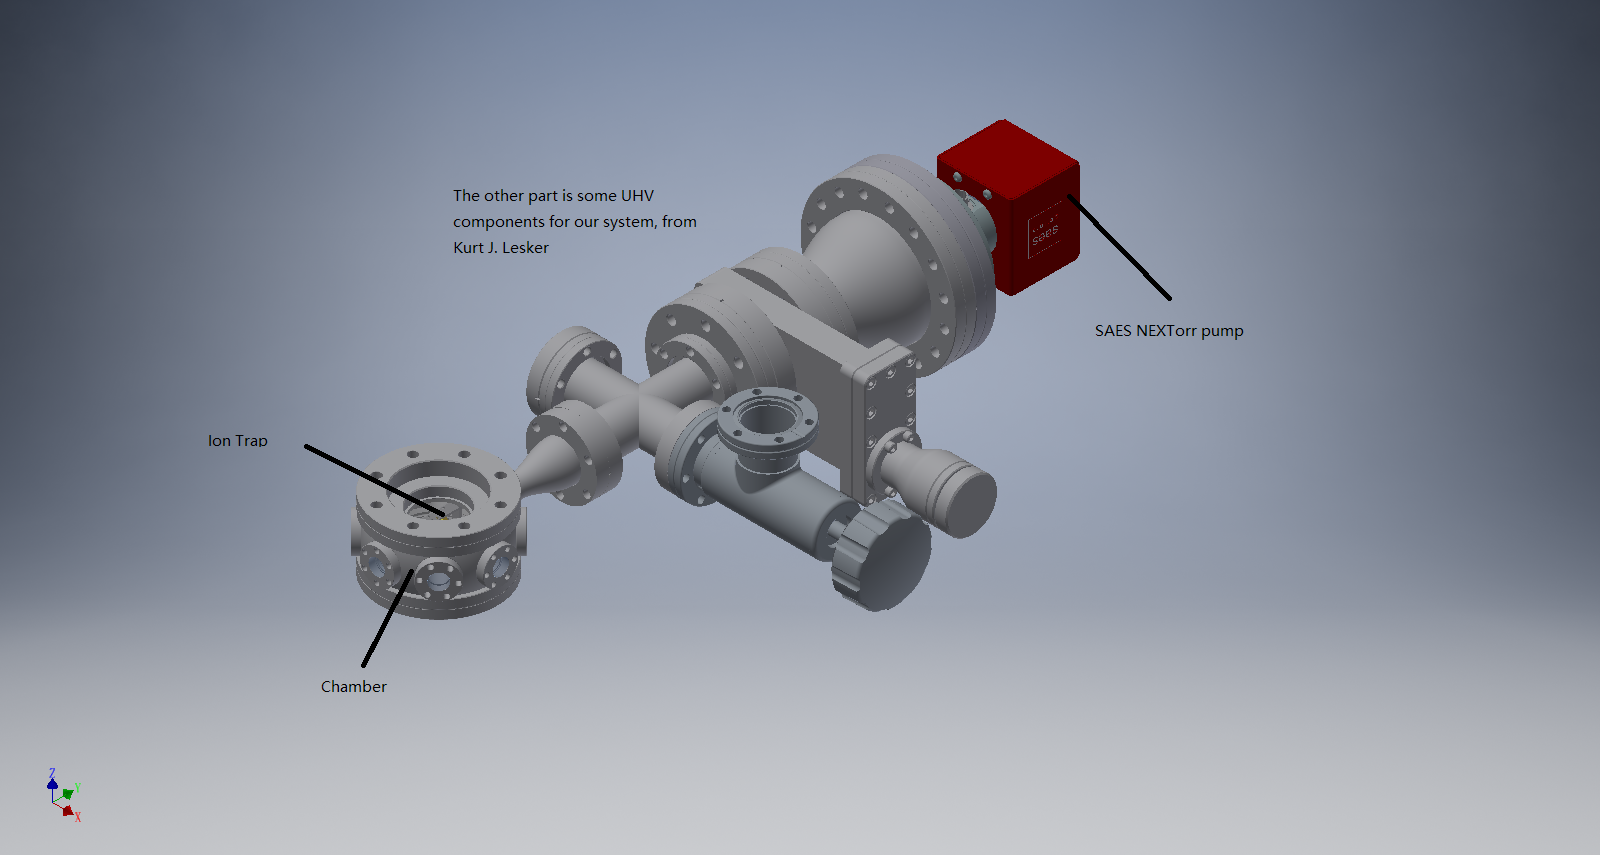 The other part is some UHV
components for our system, from
Kurt J. Lesker
saes
SAES NEXTorr pump
Ion Trap
Chamber
Z
Y
X